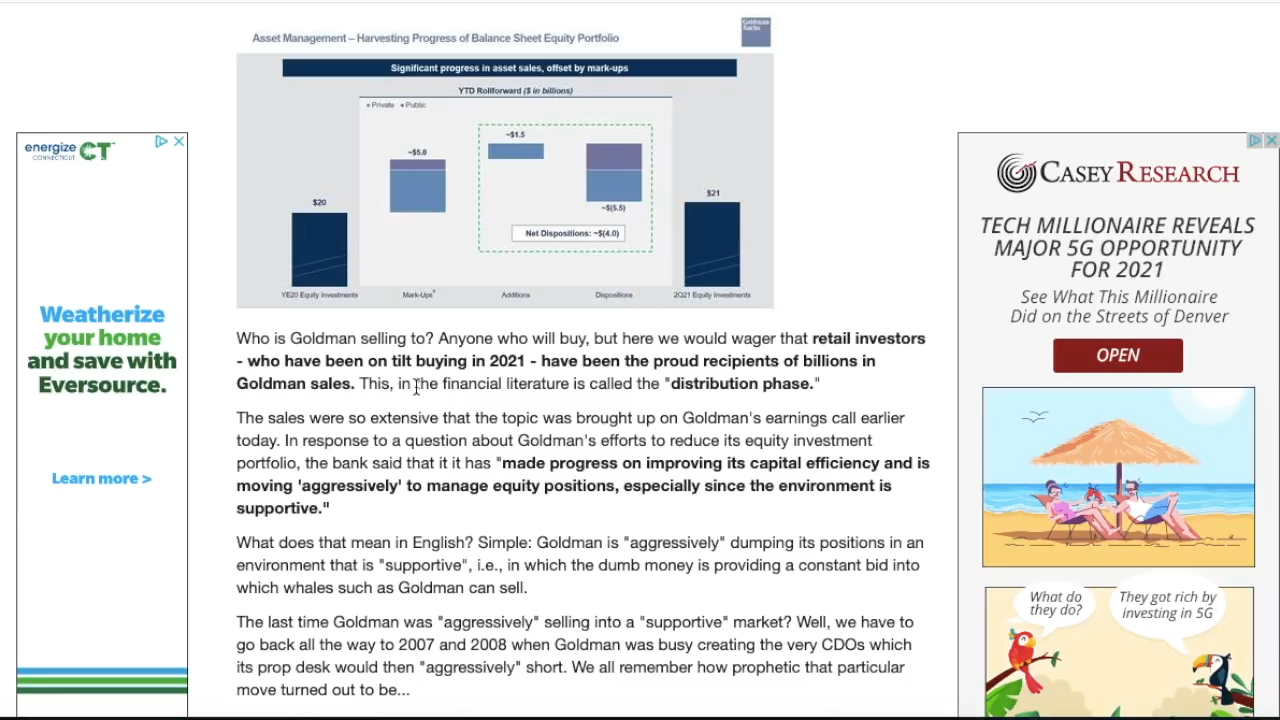 Asset Management – Harvesting Progress of Balance Sheet Equity Portfolio
Goldman
Sachs
Significant progress in asset sales, offset by mark-ups
YTD Rollforward ($ in billions)
Private Public
~$1.5
~$5.0
$20
~$(5.5)
$21
Net Dispositions: ~$(4.0)
YE20 Equity Investments
Mark-Ups
Additions
Dispositions
2Q21 Equity Investments
energize
CONNECTICUT
CT
Weatherize
your home
and save with
Eversource.
Learn more >
Who is Goldman selling to? Anyone who will buy, but here we would wager that retail investors
- who have been on tilt buying in 2021 - have been the proud recipients of billions in
Goldman sales. This, in the financial literature is called the "distribution phase."
The sales were so extensive that the topic was brought up on Goldman's earnings call earlier
today. In response to a question about Goldman's efforts to reduce its equity investment
portfolio, the bank said that it it has "made progress on improving its capital efficiency and is
moving 'aggressively' to manage equity positions, especially since the environment is
supportive."
What does that mean in English? Simple: Goldman is "aggressively" dumping its positions in an
environment that is "supportive", i.e., in which the dumb money is providing a constant bid into
which whales such as Goldman can sell.
The last time Goldman was "aggressively" selling into a "supportive" market? Well, we have to
go back all the way to 2007 and 2008 when Goldman was busy creating the very CDOs which
its prop desk would then "aggressively" short. We all remember how prophetic that particular
move turned out to be...
CASEY RESEARCH
TECH MILLIONAIRE REVEALS
MAJOR 5G OPPORTUNITY
FOR 2021
See What This Millionaire
Did on the Streets of Denver
OPEN
What do
they do?
They got rich by
investing in 5G